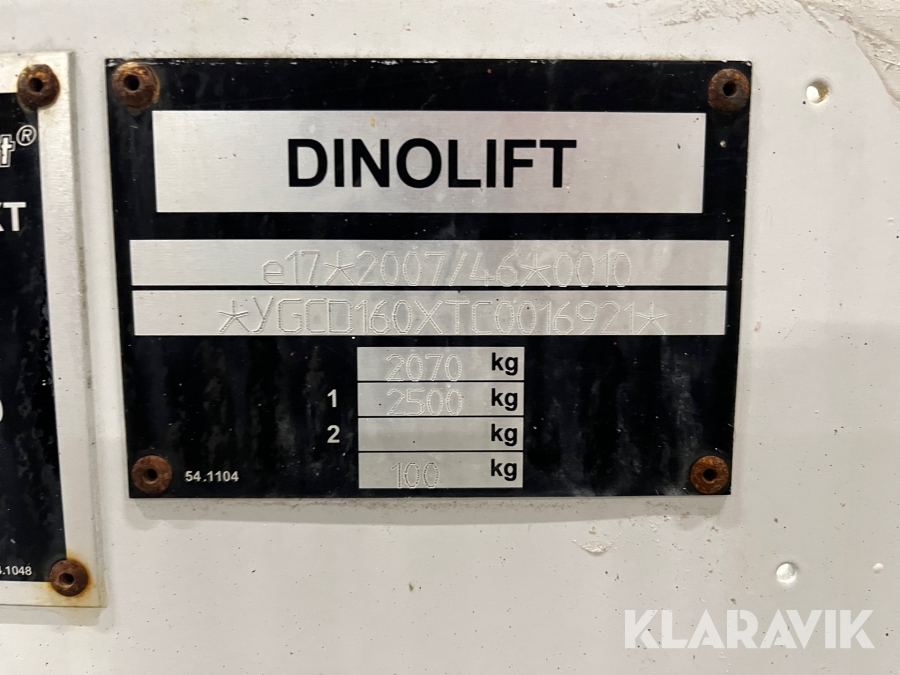 DINOLIFT
e17*2007/46*0010
*YGCD160XTC0016921*
2070 kg
1 2500 kg
2 kg
100 kg
54.1104
XT
.1048
KLARAVIK